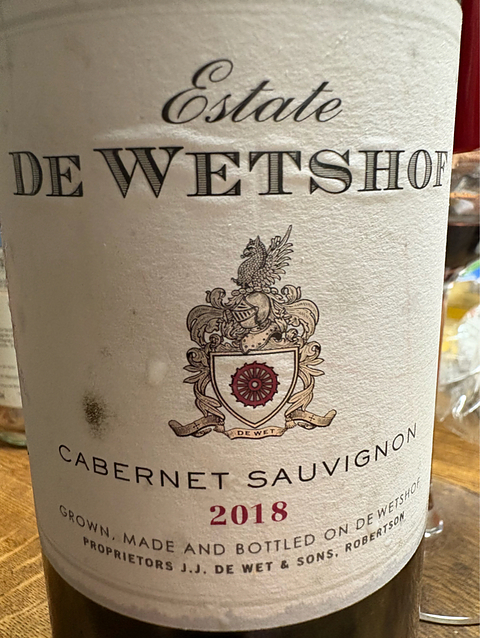 Estate
DE WETSHOF
DE WET
CABERNET SAUVIGNON
2018
GROWN, MADE AND BOTTLED ON DE WETSHOF
PROPRIETORS J.J. DE WET & SONS, ROBERTSON